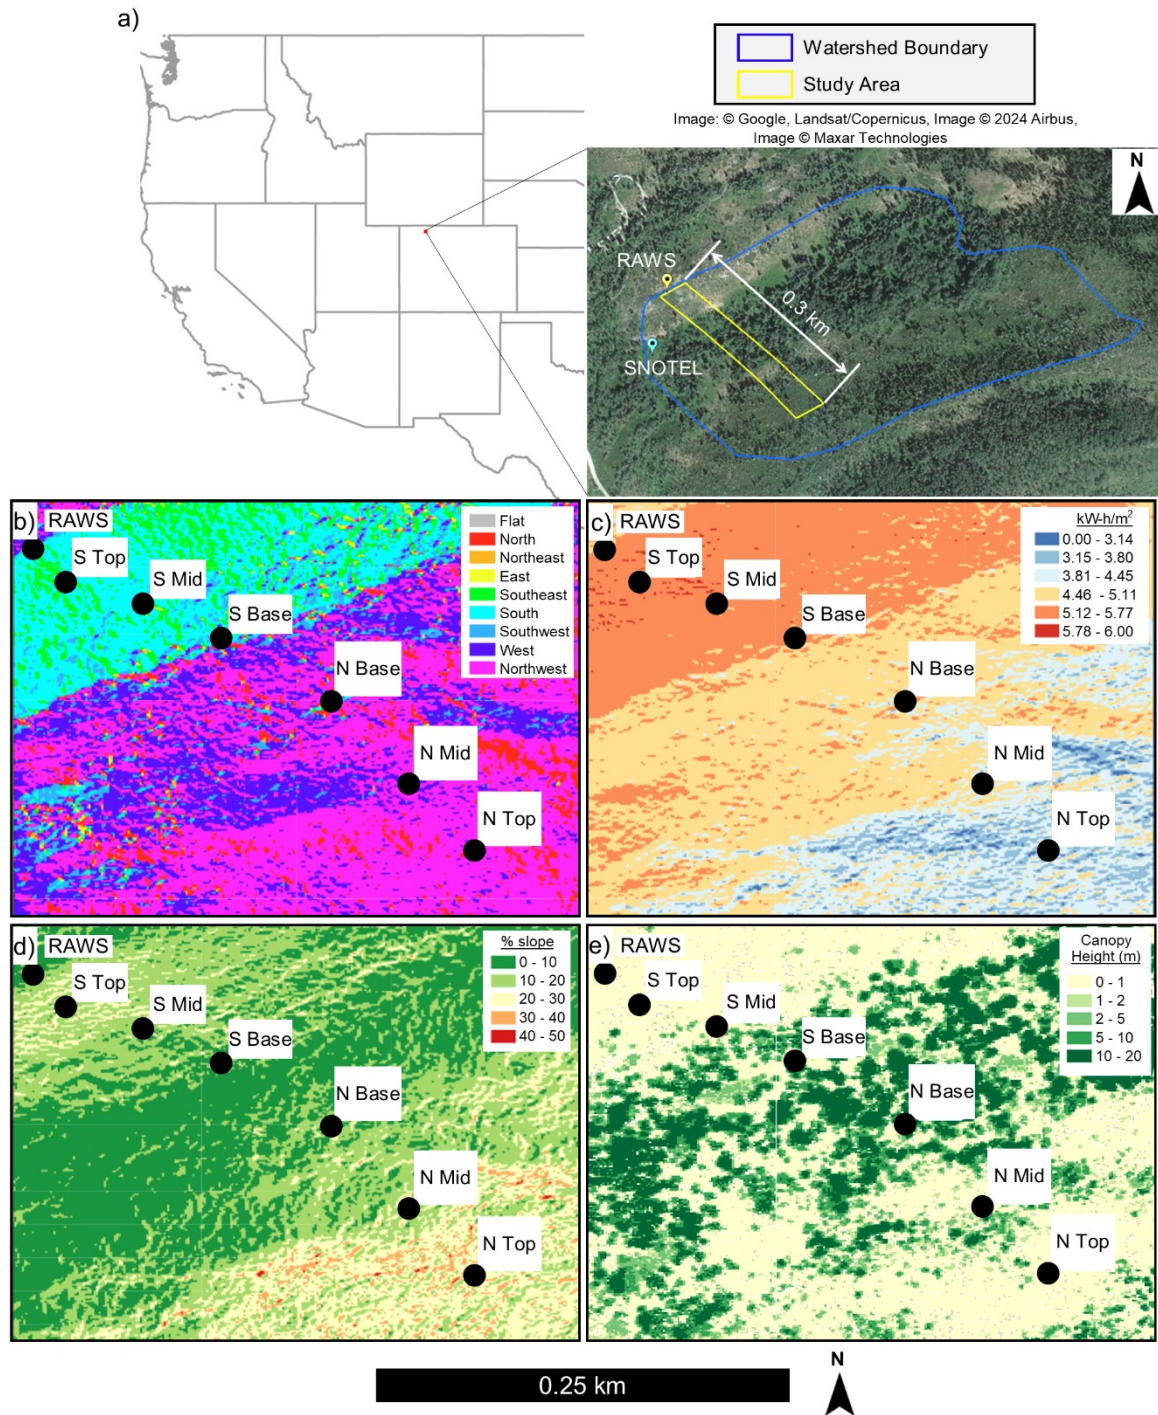 a)
Watershed Boundary
Study Area
Image: © Google, Landsat/Copernicus, Image © 2024 Airbus,
Image © Maxar Technologies
N
RAWS
0.3 km
SNOTEL
b)
RAWS
S Top
S Mid
S Base
N Base
N Mid
N Top
Flat
North
Northeast
East
Southeast
South
Southwest
West
Northwest
c)
RAWS
S Top
S Mid
S Base
N Base
N Mid
N Top
kW-h/m²
0.00 - 3.14
3.15 - 3.80
3.81 - 4.45
4.46 - 5.11
5.12 - 5.77
5.78 - 6.00
d)
RAWS
S Top
S Mid
S Base
N Base
N Mid
N Top
% slope
0 - 10
10 - 20
20 - 30
30 - 40
40 - 50
e)
RAWS
S Top
S Mid
S Base
N Base
N Mid
N Top
Canopy
Height (m)
0 - 1
1 - 2
2 - 5
5 - 10
10 - 20
0.25 km
N